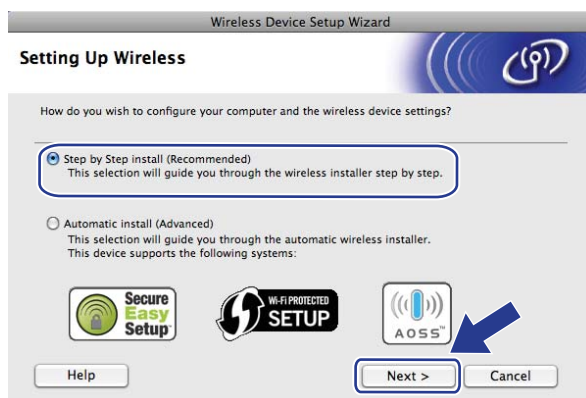 Wireless Device Setup Wizard
Setting Up Wireless
How do you wish to configure your computer and the wireless device settings?
Step by Step install (Recommended)
This selection will guide you through the wireless installer step by step.
Automatic install (Advanced)
This selection will guide you through the automatic wireless installer.
This device supports the following systems:
Secure
Easy
Setup™
WI-FI PROTECTED
SETUP
AOSS™
Help
Next >
Cancel